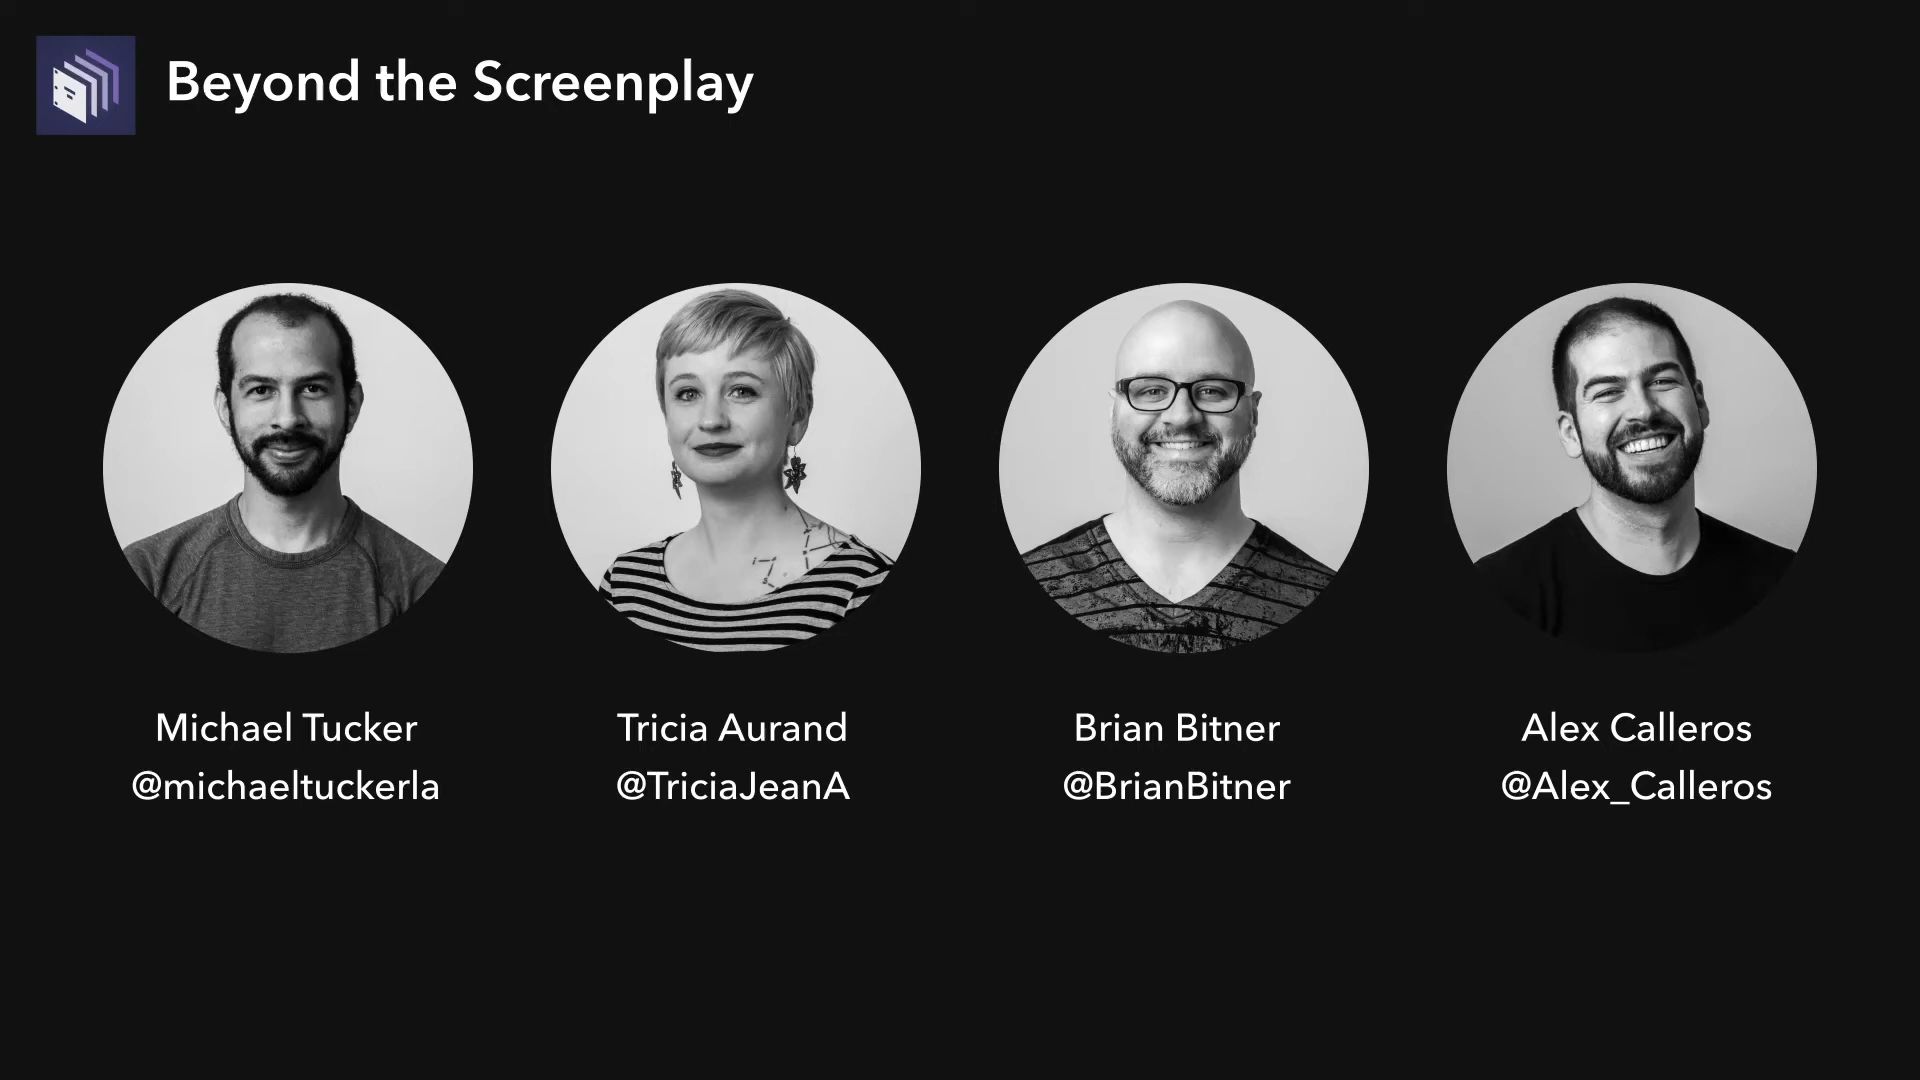 Beyond the Screenplay
Michael Tucker
@michaeltuckerla
Tricia Aurand
@TriciaJeanA
Brian Bitner
@BrianBitner
Alex Calleros
@Alex_Calleros